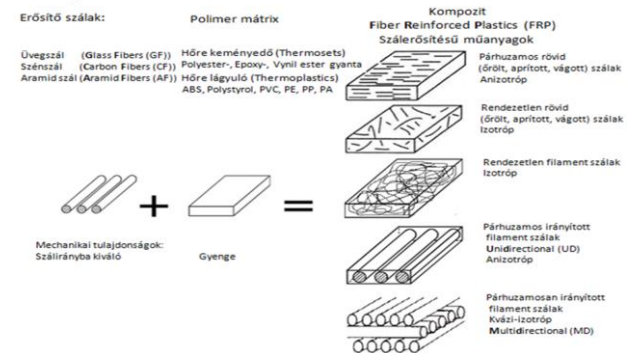 Erősítő szálak:
Polimer mátrix
Kompozit
Fiber Reinforced Plastics (FRP)
Szálerősítésű műanyagok
Üvegszál (Glass Fibers (GF))
Szénszál (Carbon Fibers (CF))
Aramid szál (Aramid Fibers (AF))
Hőre keményedő (Thermosets)
Polyester-, Epoxy-, Vynil ester gyanta
Hőre lágyuló (Thermoplastics)
ABS, Polystyrol, PVC, PE, PP, PA
Párhuzamos rövid
(őrölt, aprított, vágott) szálak
Anizotróp
Rendezetlen rövid
(őrölt, aprított, vágott) szálak
Izotróp
Rendezetlen filament szálak
Izotróp
+
=
Mechanikai tulajdonságok:
Szálirányba kiváló
Gyenge
Párhuzamos irányított
filament szálak
Unidirectional (UD)
Anizotróp
Párhuzamosan irányított
filament szálak
Kvázi-izotróp
Multidirectional (MD)